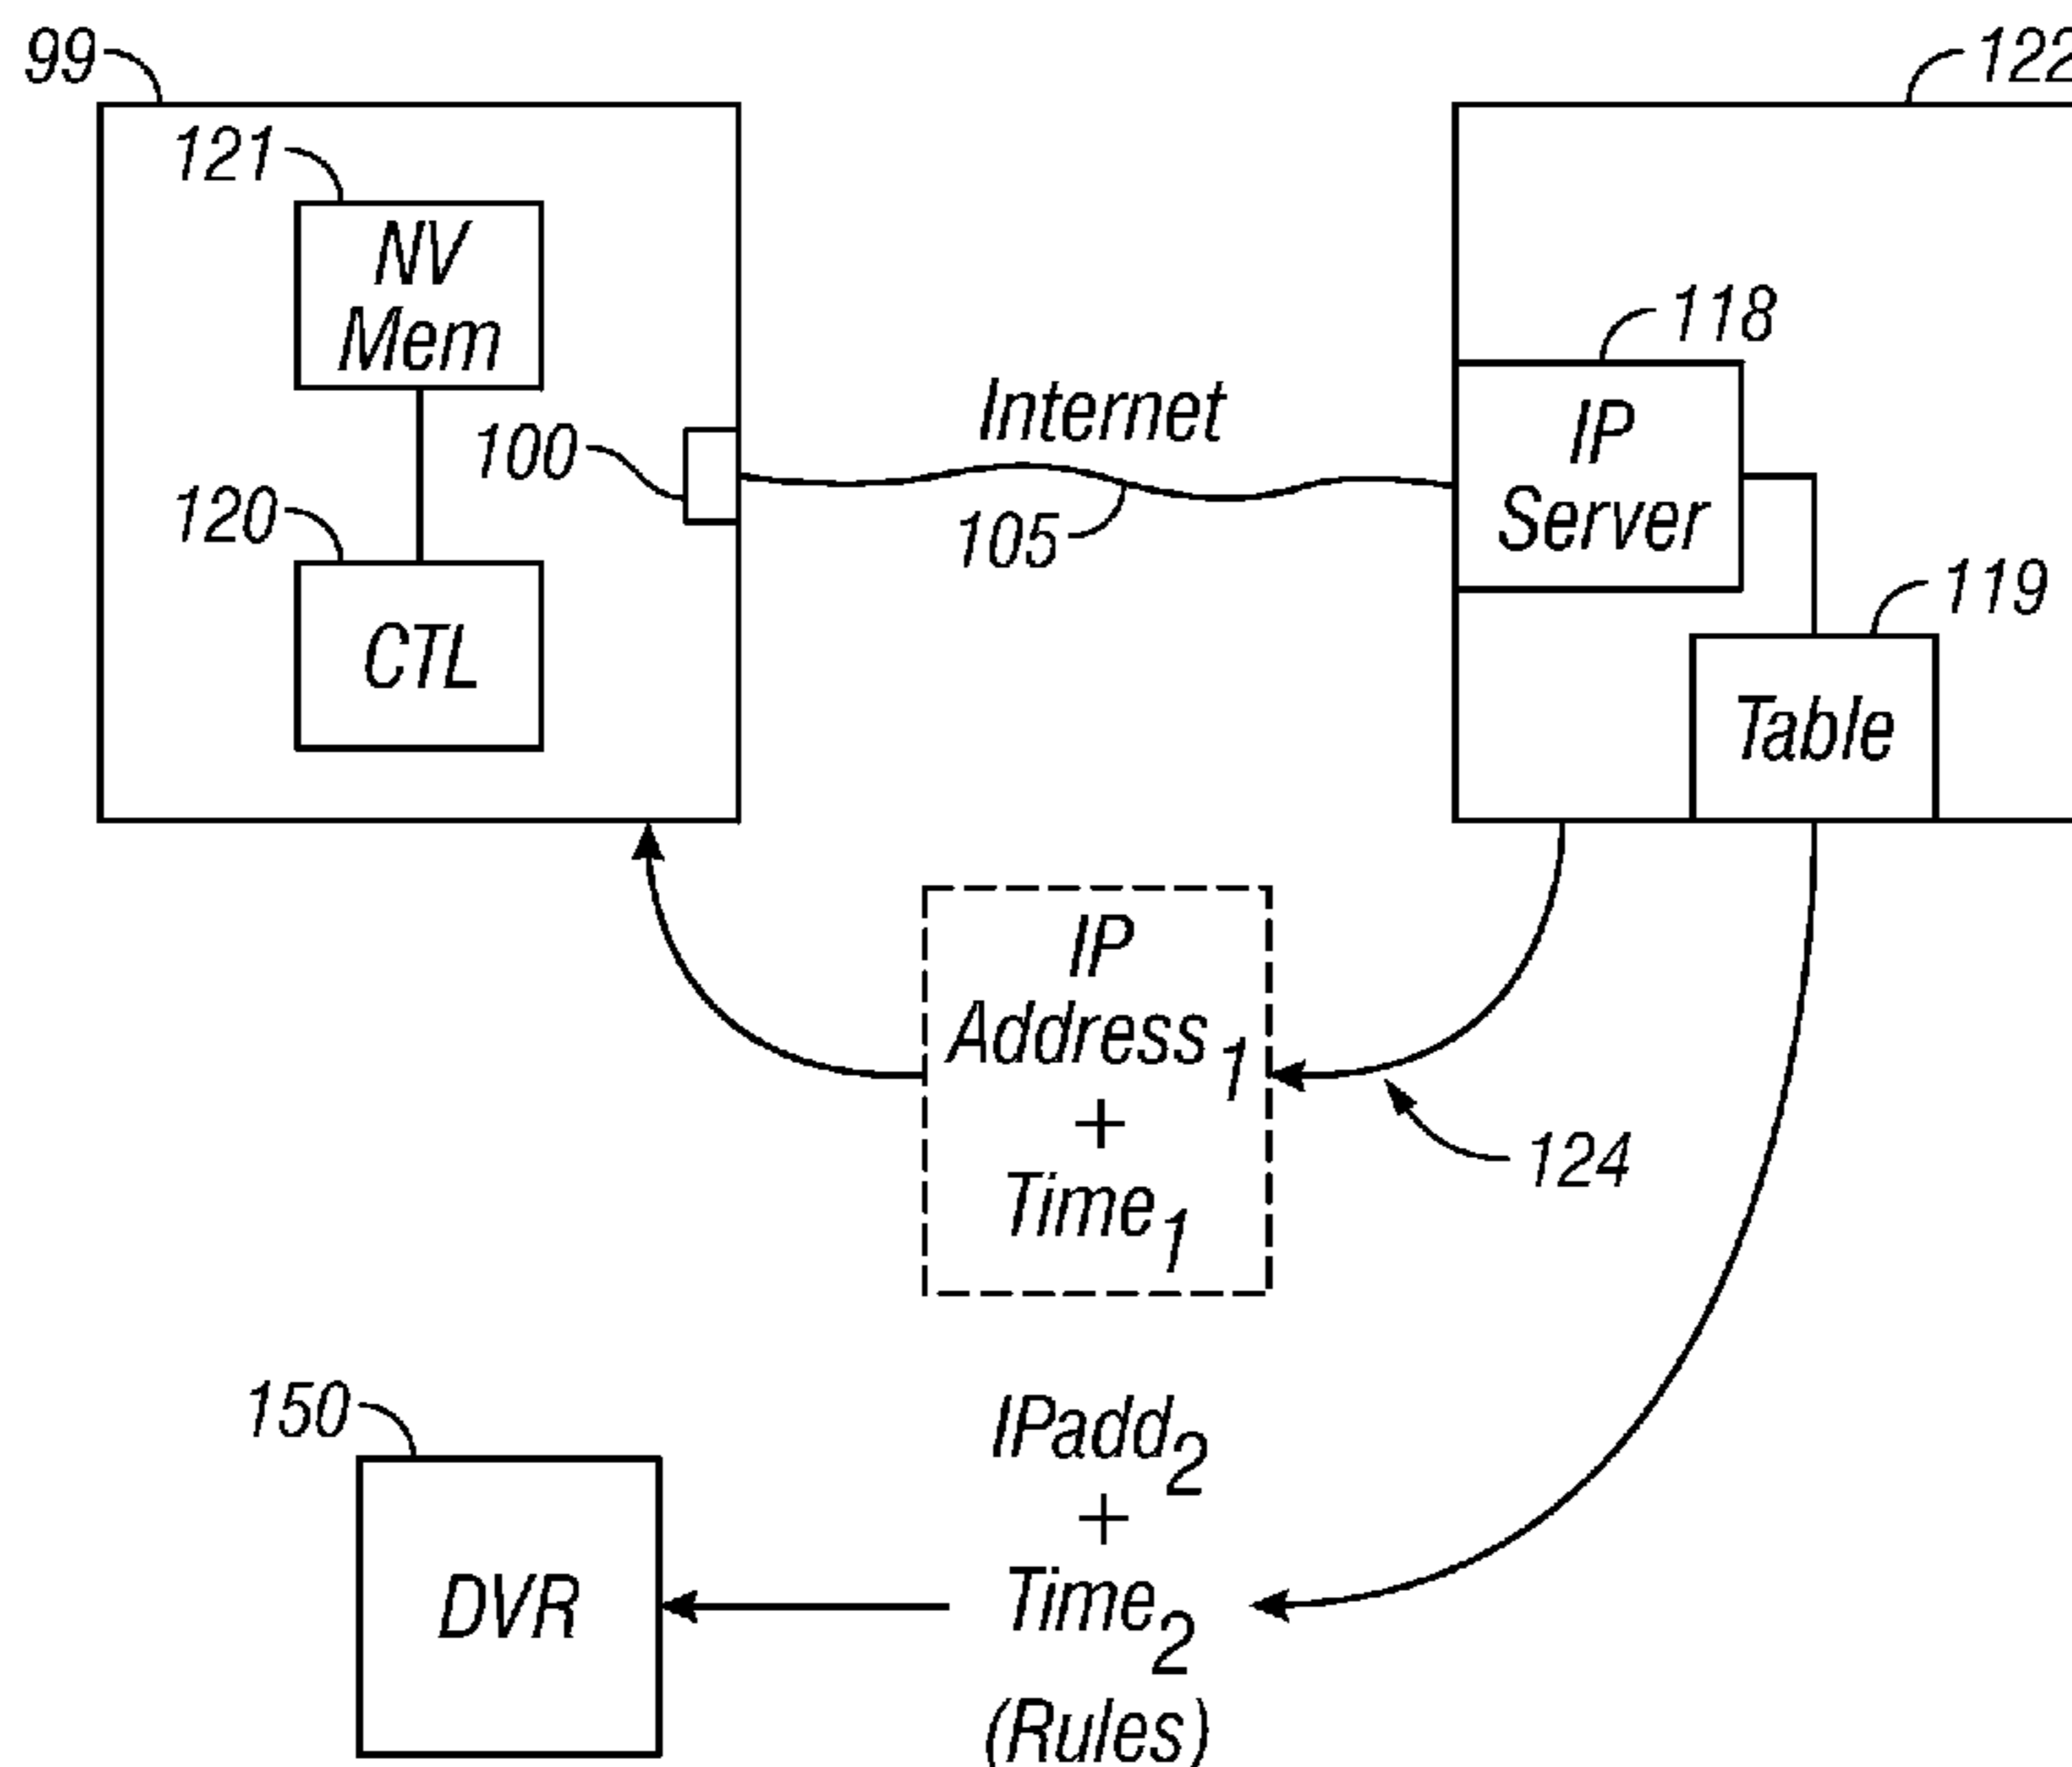 99
122
121
NV
Mem
118
IP
Server
Internet
100
105
120
CTL
119
Table
IP
Address1
+
Time1
124
150
IPadd2
+
Time2
(Rules)
DVR